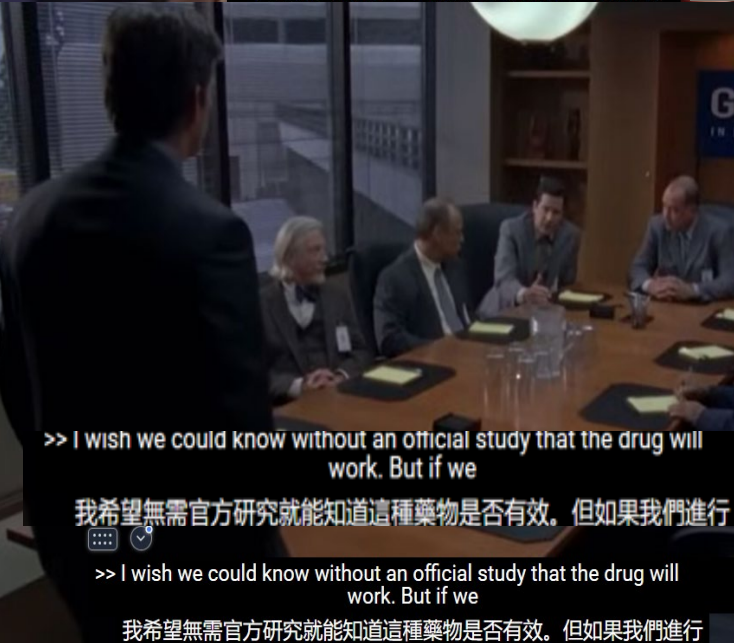 G
IN
>> I wish we could know without an official study that the drug will
work. But if we
我希望無需官方研究就能知道這種藥物是否有效。但如果我們進行
>> I wish we could know without an official study that the drug will
work. But if we
我希望無需官方研究就能知道這種藥物是否有效。但如果我們進行